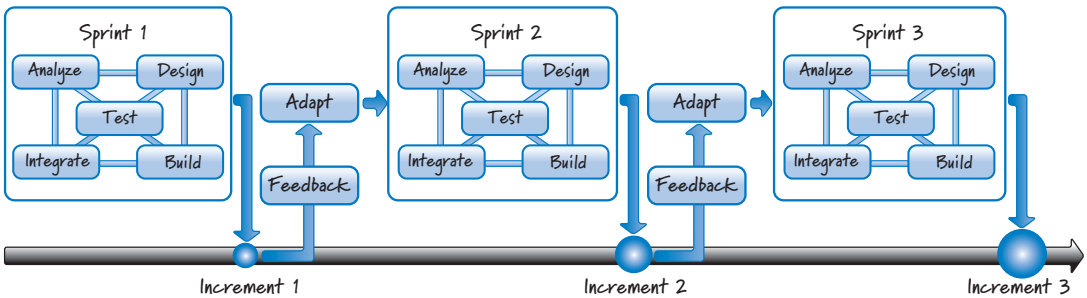 Sprint 1
Analyze
Design
Test
Integrate
Build
Adapt
Feedback
Sprint 2
Analyze
Design
Test
Integrate
Build
Adapt
Feedback
Sprint 3
Analyze
Design
Test
Integrate
Build
Increment 1
Increment 2
Increment 3